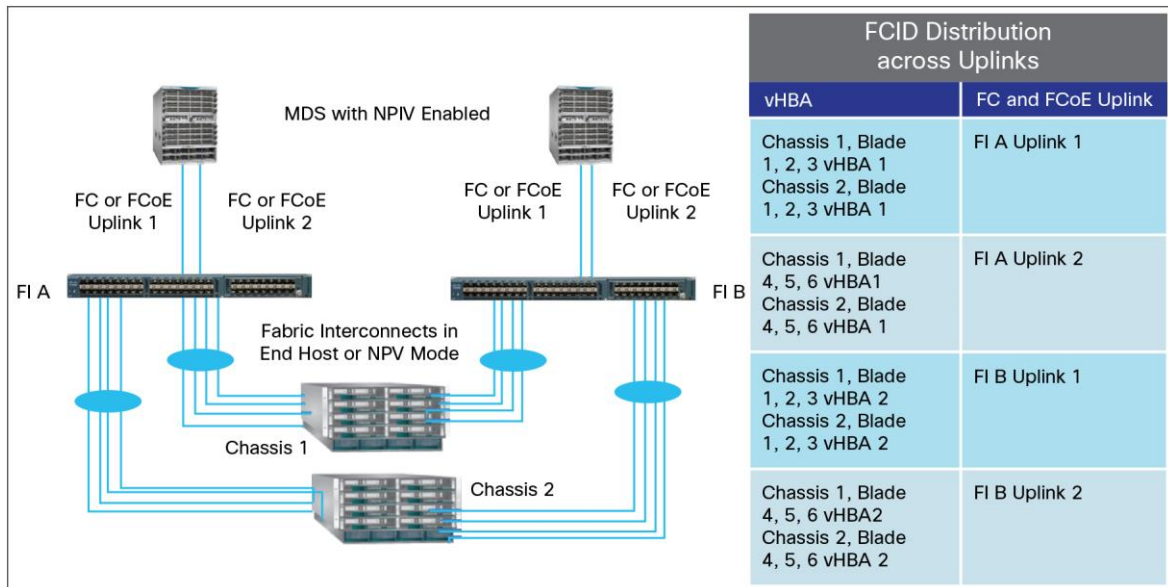 MDS with NPIV Enabled
FC or FCoE
Uplink 1
FC or FCoE
Uplink 2
FC or FCoE
Uplink 1
FC or FCoE
Uplink 2
FI A
FI B
Fabric Interconnects in
End Host or NPV Mode
Chassis 1
Chassis 2
FCID Distribution
across Uplinks
vHBA
FC and FCoE Uplink
Chassis 1, Blade
1, 2, 3 vHBA 1
Chassis 2, Blade
1, 2, 3 vHBA 1
FI A Uplink 1
Chassis 1, Blade
4, 5, 6 vHBA1
Chassis 2, Blade
4, 5, 6 vHBA 1
FI A Uplink 2
Chassis 1, Blade
1, 2, 3 vHBA 2
Chassis 2, Blade
1, 2, 3 vHBA 2
FI B Uplink 1
Chassis 1, Blade
4, 5, 6 vHBA2
Chassis 2, Blade
4, 5, 6 vHBA 2
FI B Uplink 2